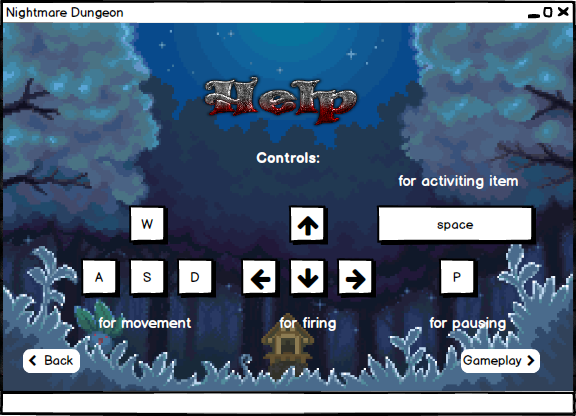 Nightmare Dungeon
Help
Controls:
for activiting item
W
space
A S D
P
for movement
for firing
for pausing
Back
Gameplay